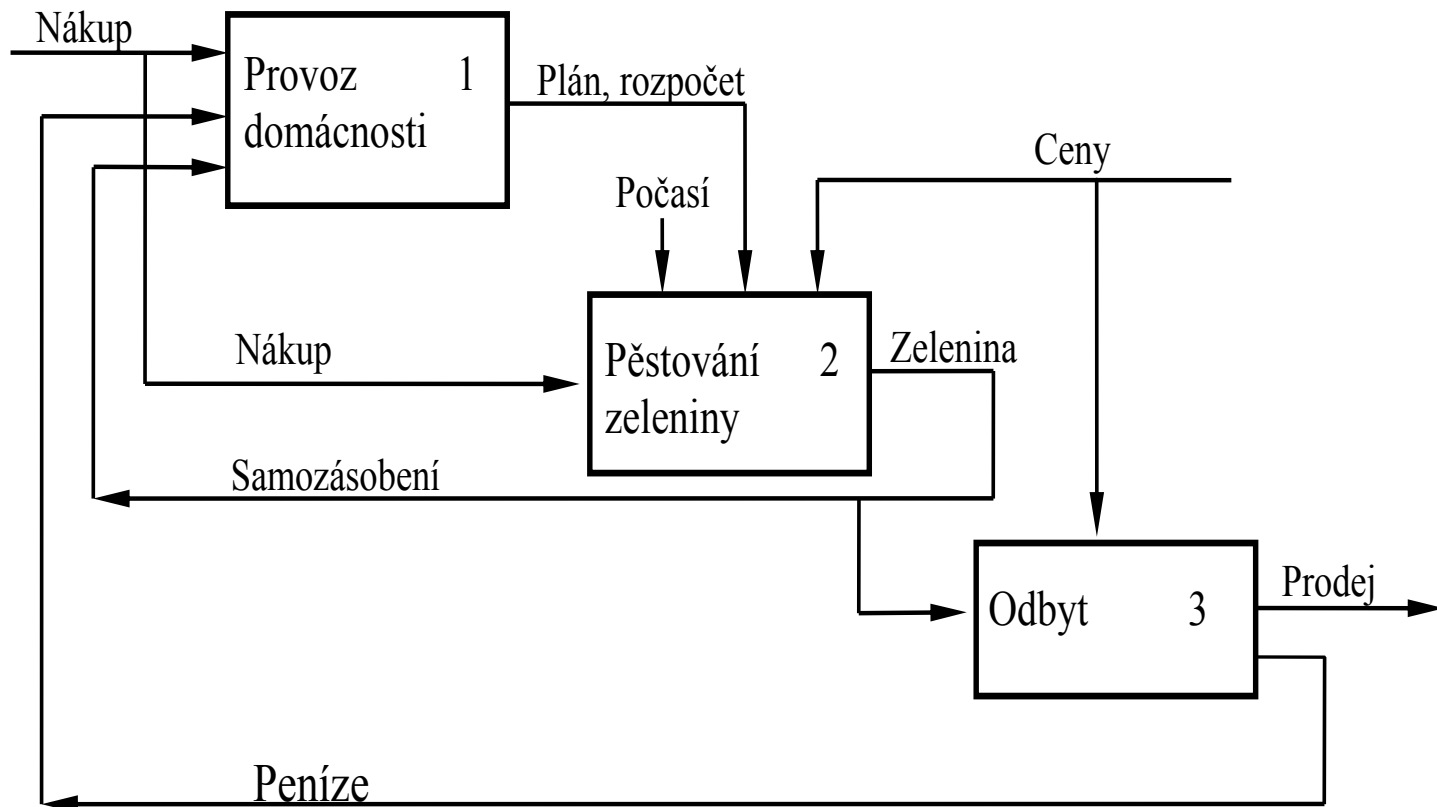 Nákup
Provoz 1
domácnosti
Plán, rozpočet
Ceny
Počasí
Nákup
Pěstování 2
zeleniny
Zelenina
Samozásobení
Odbyt 3
Prodej
Peníze